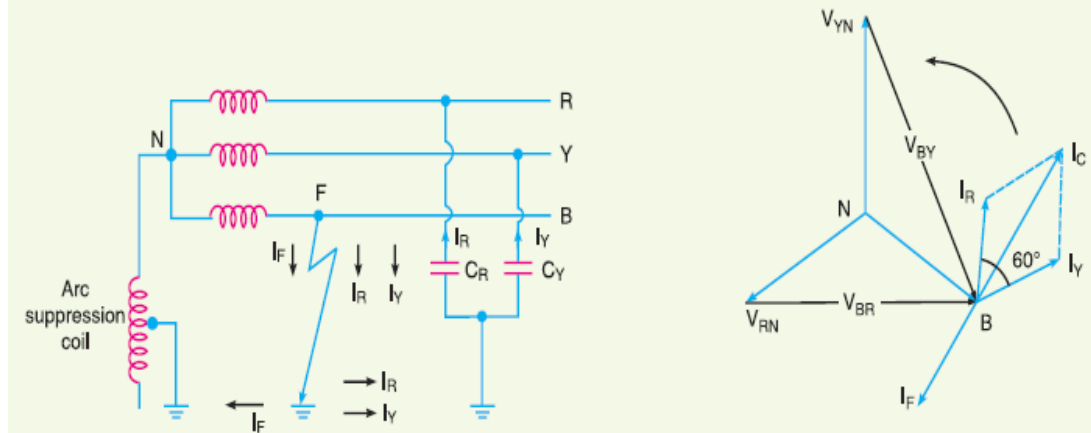 R
N
Y
F
B
I_F
I_R
I_Y
I_R
I_Y
C_R
C_Y
Arc
suppression
coil
I_R
I_F
I_Y
V_YN
V_BY
I_C
I_R
N
60°
I_Y
V_RN
V_BR
B
I_F